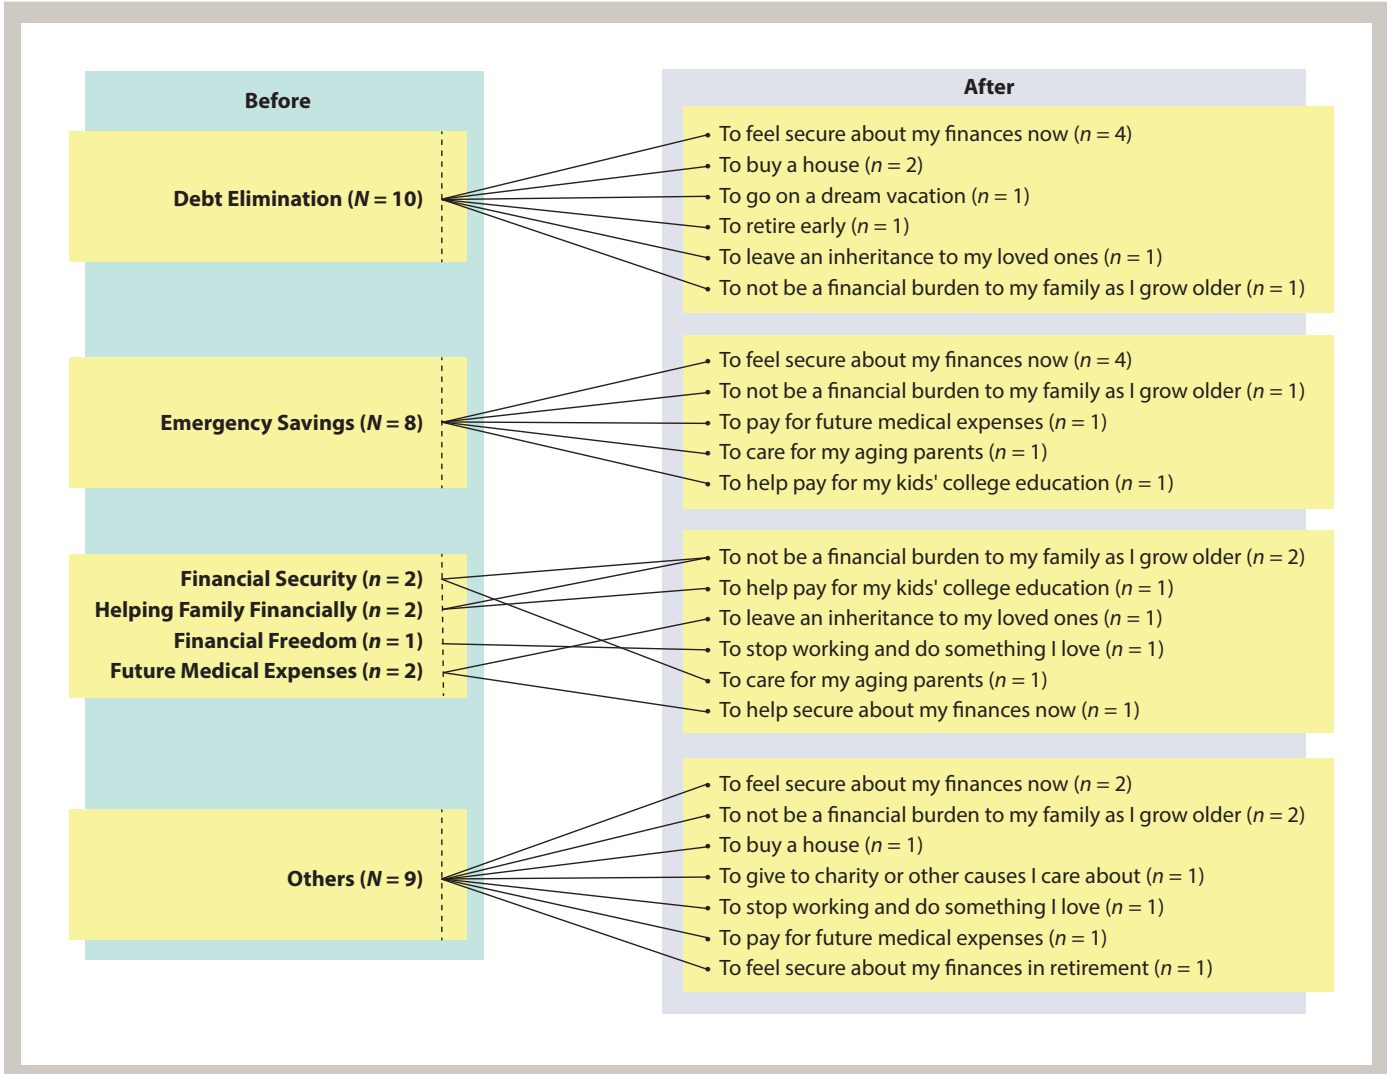 Before
After
Debt Elimination (N = 10)
To feel secure about my finances now (n = 4)
To buy a house (n = 2)
To go on a dream vacation (n = 1)
To retire early (n = 1)
To leave an inheritance to my loved ones (n = 1)
To not be a financial burden to my family as I grow older (n = 1)
Emergency Savings (N = 8)
To feel secure about my finances now (n = 4)
To not be a financial burden to my family as I grow older (n = 1)
To pay for future medical expenses (n = 1)
To care for my aging parents (n = 1)
To help pay for my kids' college education (n = 1)
Financial Security (n = 2)
Helping Family Financially (n = 2)
Financial Freedom (n = 1)
Future Medical Expenses (n = 2)
To not be a financial burden to my family as I grow older (n = 2)
To help pay for my kids' college education (n = 1)
To leave an inheritance to my loved ones (n = 1)
To stop working and do something I love (n = 1)
To care for my aging parents (n = 1)
To help secure about my finances now (n = 1)
Others (N = 9)
To feel secure about my finances now (n = 2)
To not be a financial burden to my family as I grow older (n = 2)
To buy a house (n = 1)
To give to charity or other causes I care about (n = 1)
To stop working and do something I love (n = 1)
To pay for future medical expenses (n = 1)
To feel secure about my finances in retirement (n = 1)